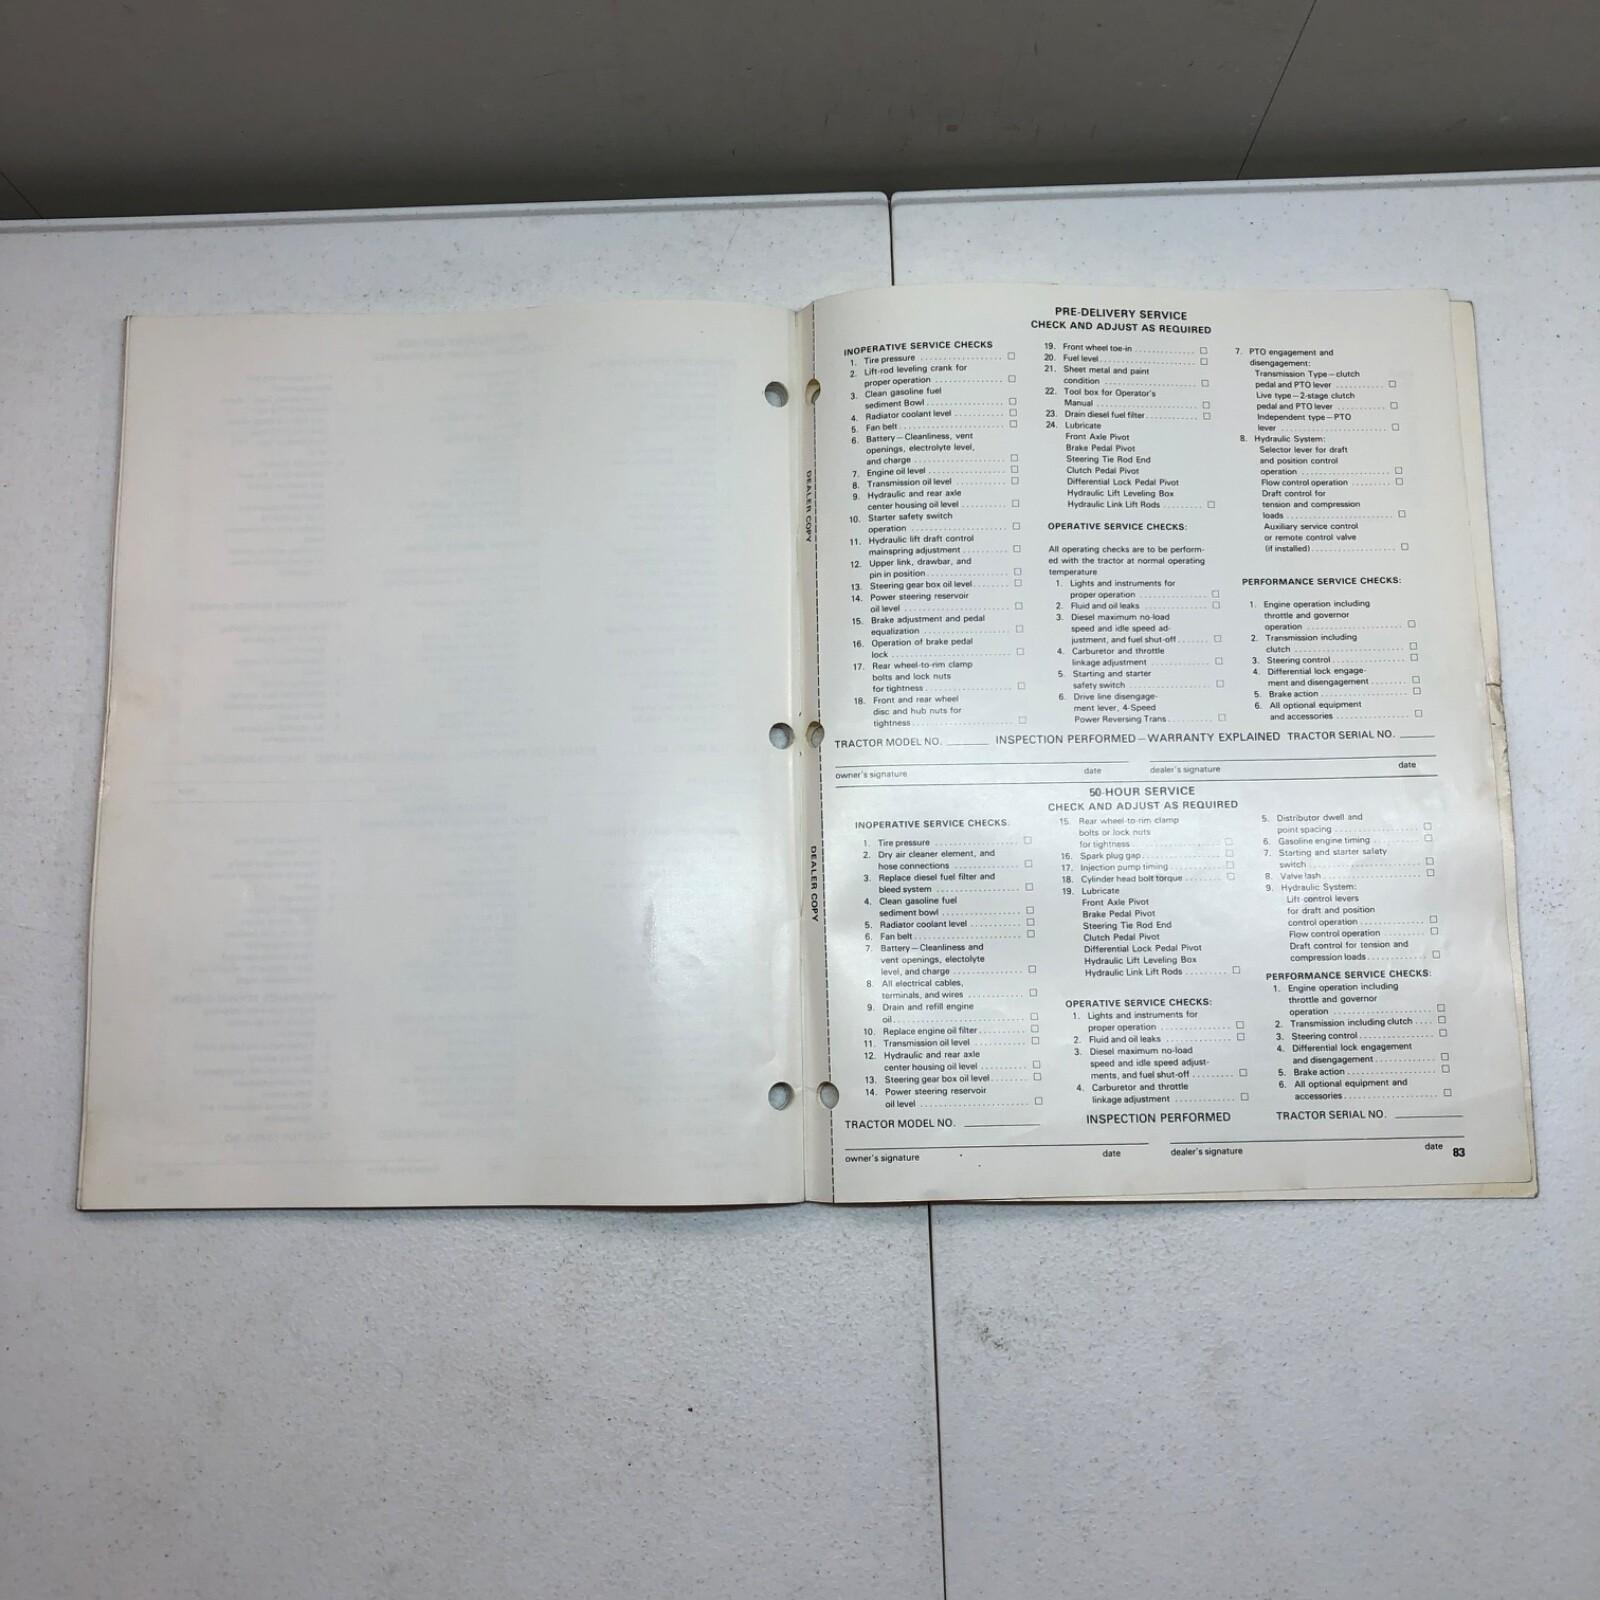 DEALER COPY
PRE-DELIVERY SERVICE
CHECK AND ADJUST AS REQUIRED
INOPERATIVE SERVICE CHECKS
1. Tire pressure
2. Lift-rod leveling crank for
proper operation
3. Clean gasoline fuel
sediment Bowl
4. Radiator coolant level
5. Fan belt
6. Battery—Cleanliness, vent
openings, electrolyte level,
and charge
7. Engine oil level
8. Transmission oil level
9. Hydraulic and rear axle
center housing oil level
10. Starter safety switch
operation
11. Hydraulic lift draft control
mainspring adjustment
12. Upper link, drawbar, and
pin in position
13. Steering gear box oil level
14. Power steering reservoir
oil level
15. Brake adjustment and pedal
equalization
16. Operation of brake pedal
lock
17. Rear wheel-to-rim clamp
bolts and lock nuts
for tightness
18. Front and rear wheel
disc and hub nuts for
tightness
19. Front wheel toe-in
20. Fuel level
21. Sheet metal and paint
condition
22. Tool box for Operator's
Manual
23. Drain diesel fuel filter
24. Lubricate
Front Axle Pivot
Brake Pedal Pivot
Steering Tie Rod End
Clutch Pedal Pivot
Differential Lock Pedal Pivot
Hydraulic Lift Leveling Box
Hydraulic Link Lift Rods
OPERATIVE SERVICE CHECKS:
All operating checks are to be perform-
ed with the tractor at normal operating
temperature
1. Lights and instruments for
proper operation
2. Fluid and oil leaks
3. Diesel maximum no-load
speed and idle speed ad-
justment, and fuel shut-off
4. Carburetor and throttle
linkage adjustment
5. Starting and starter
safety switch
6. Drive line disengage-
ment lever, 4-Speed
Power Reversing Trans
7. PTO engagement and
disengagement:
Transmission Type—clutch
pedal and PTO lever
Live type—2-stage clutch
pedal and PTO lever
Independent type—PTO
lever
8. Hydraulic System:
Selector lever for draft
and position control
operation
Flow control operation
Draft control for
tension and compression
loads
Auxiliary service control
or remote control valve
(if installed)
PERFORMANCE SERVICE CHECKS:
1. Engine operation including
throttle and governor
operation
2. Transmission including
clutch
3. Steering control
4. Differential lock engage-
ment and disengagement
5. Brake action
6. All optional equipment
and accessories
TRACTOR MODEL NO. INSPECTION PERFORMED—WARRANTY EXPLAINED TRACTOR SERIAL NO.
owner's signature date dealer's signature date
DEALER COPY
50-HOUR SERVICE
CHECK AND ADJUST AS REQUIRED
INOPERATIVE SERVICE CHECKS:
1. Tire pressure
2. Dry air cleaner element, and
hose connections
3. Replace diesel fuel filter and
bleed system
4. Clean gasoline fuel
sediment bowl
5. Radiator coolant level
6. Fan belt
7. Battery—Cleanliness and
vent openings, electolyte
level, and charge
8. All electrical cables,
terminals, and wires
9. Drain and refill engine
oil
10. Replace engine oil filter
11. Transmission oil level
12. Hydraulic and rear axle
center housing oil level
13. Steering gear box oil level
14. Power steering reservoir
oil level
15. Rear wheel-to-rim clamp
bolts or lock nuts
for tightness
16. Spark plug gap
17. Injection pump timing
18. Cylinder head bolt torque
19. Lubricate
Front Axle Pivot
Brake Pedal Pivot
Steering Tie Rod End
Clutch Pedal Pivot
Differential Lock Pedal Pivot
Hydraulic Lift Leveling Box
Hydraulic Link Lift Rods
OPERATIVE SERVICE CHECKS:
1. Lights and instruments for
proper operation
2. Fluid and oil leaks
3. Diesel maximum no-load
speed and idle speed adjust-
ments, and fuel shut-off
4. Carburetor and throttle
linkage adjustment
5. Distributor dwell and
point spacing
6. Gasoline engine timing
7. Starting and starter safety
switch
8. Valve lash
9. Hydraulic System:
Lift control levers
for draft and position
control operation
Flow control operation
Draft control for tension and
compression loads
PERFORMANCE SERVICE CHECKS:
1. Engine operation including
throttle and governor
operation
2. Transmission including clutch
3. Steering control
4. Differential lock engagement
and disengagement
5. Brake action
6. All optional equipment and
accessories
TRACTOR MODEL NO. INSPECTION PERFORMED TRACTOR SERIAL NO.
owner's signature date dealer's signature date
83